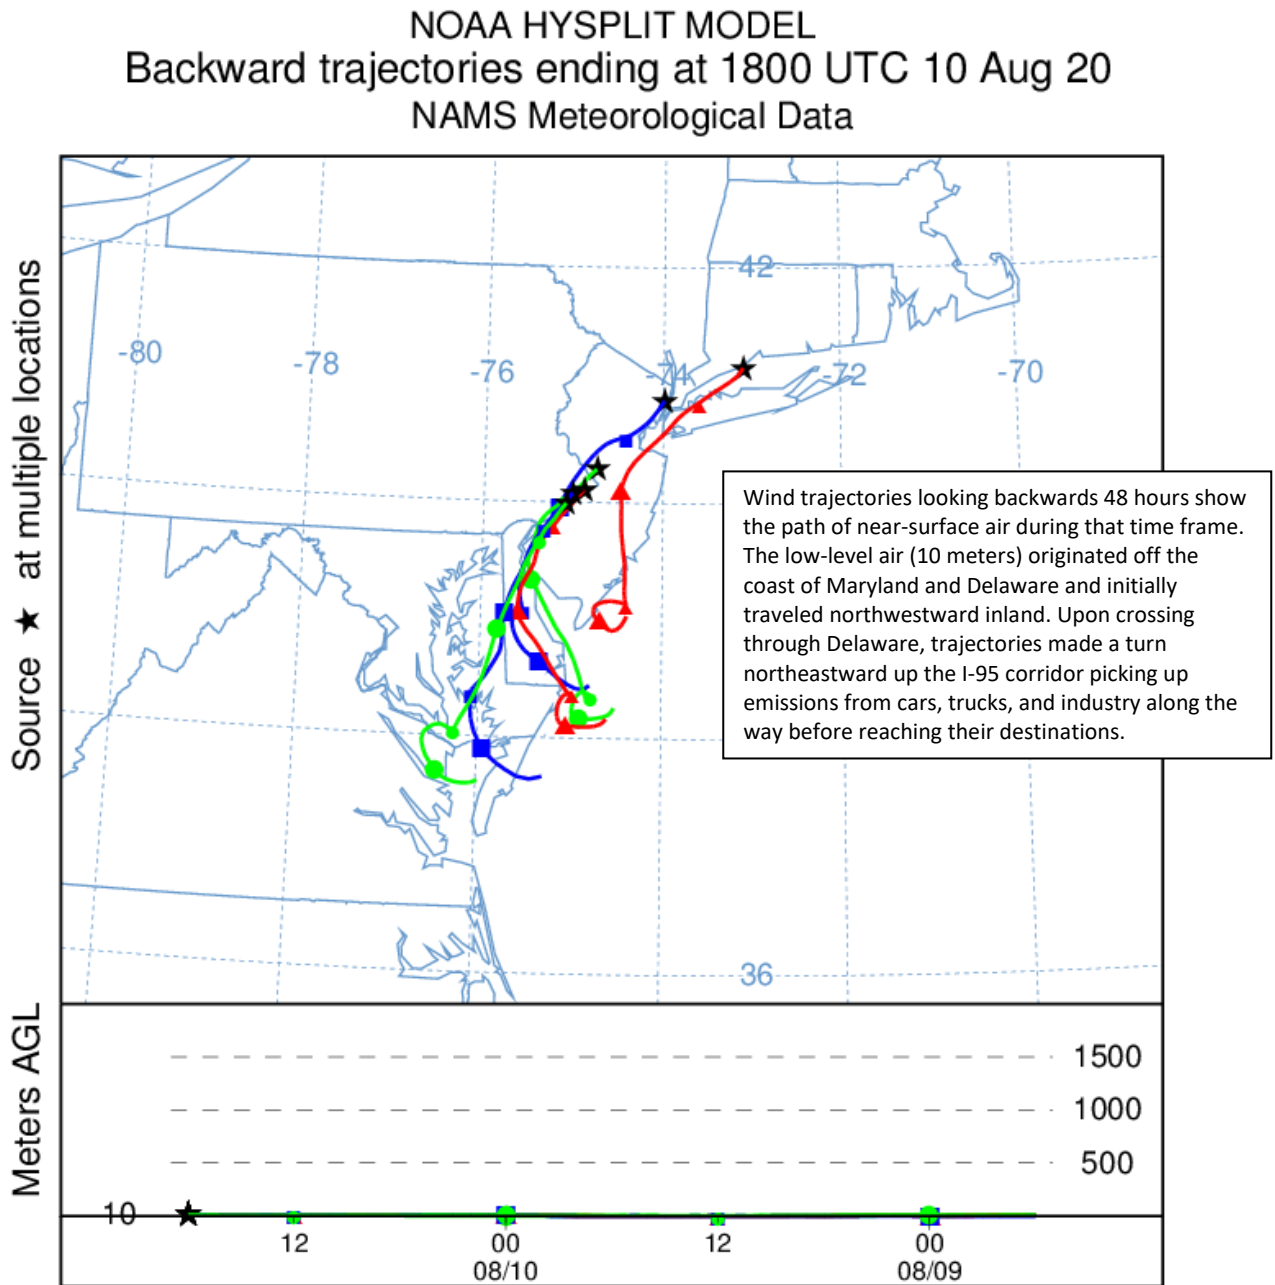 NOAA HYSPLIT MODEL
Backward trajectories ending at 1800 UTC 10 Aug 20
NAMS Meteorological Data
Source ★ at multiple locations
42
-80
-78
-76
-74
-72
-70
Wind trajectories looking backwards 48 hours show
the path of near-surface air during that time frame.
The low-level air (10 meters) originated off the
coast of Maryland and Delaware and initially
traveled northwestward inland. Upon crossing
through Delaware, trajectories made a turn
northeastward up the I-95 corridor picking up
emissions from cars, trucks, and industry along the
way before reaching their destinations.
36
Meters AGL
1500
1000
500
10
12
00
12
00
08/10
08/09